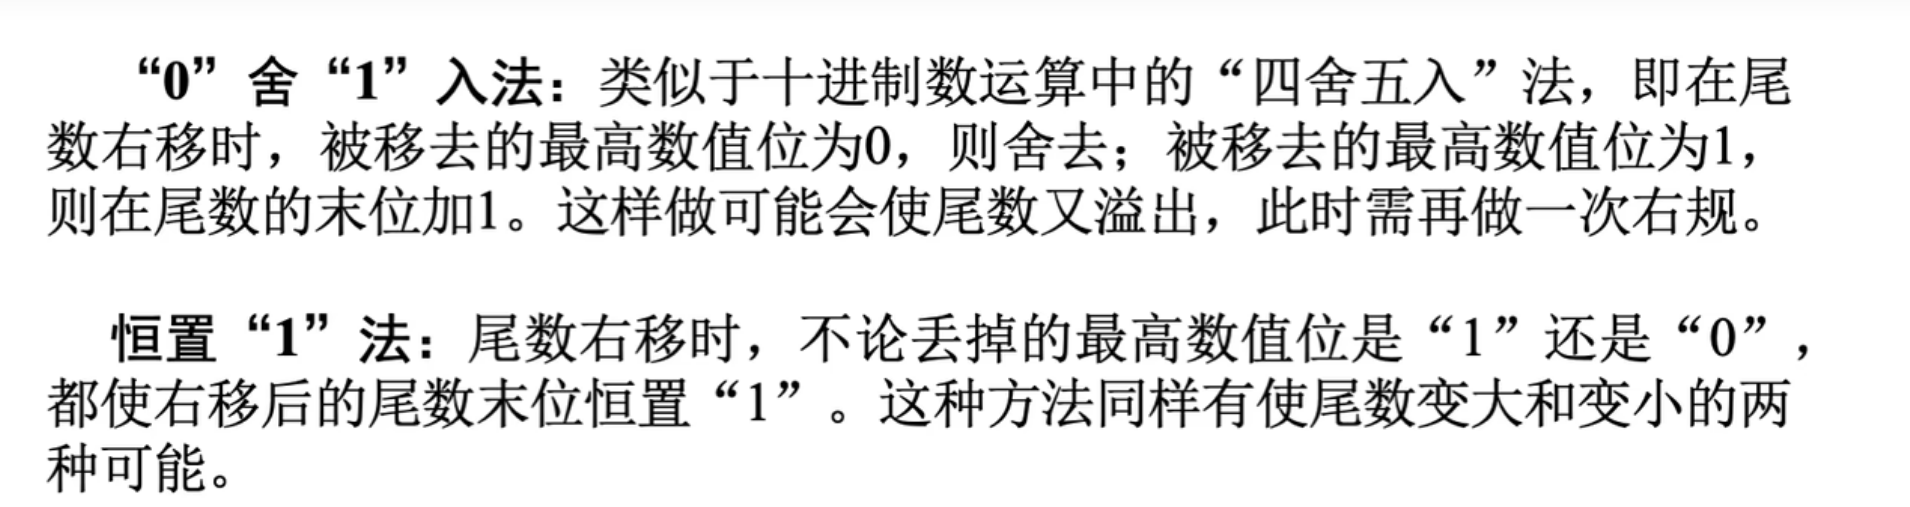 “0”舍“1”入法：类似于十进制数运算中的“四舍五入”法，即在尾
数右移时，被移去的最高数值位为0，则舍去；被移去的最高数值位为1，
则在尾数的末位加1。这样做可能会使尾数又溢出，此时需再做一次右规。
恒置“1”法：尾数右移时，不论丢掉的最高数值位是“1”还是“0”，
都使右移后的尾数末位恒置“1”。这种方法同样有使尾数变大和变小的两
种可能。